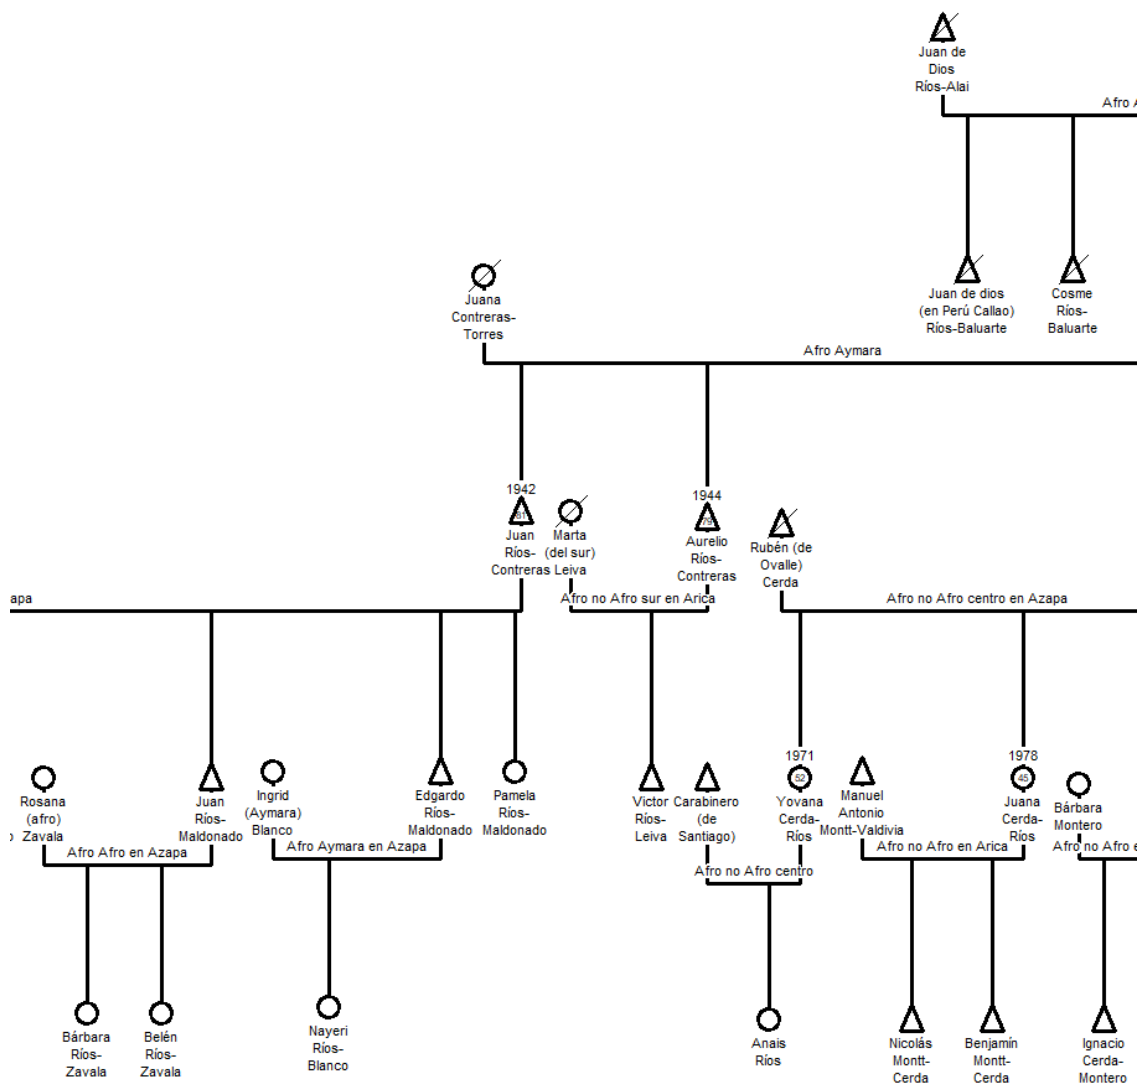 Juan de
Dios
Ríos-Alai
Afro A
Juan de dios
(en Perú Callao)
Ríos-Baluarte
Cosme
Ríos-
Baluarte
Juana
Contreras-
Torres
Afro Aymara
1942
81
Juan
Ríos-
Contreras
Marta
(del sur)
Leiva
1944
79
Aurelio
Ríos-
Contreras
Rubén (de
Ovalle)
Cerda
apa
Afro no Afro sur en Arica
Afro no Afro centro en Azapa
Rosana
(afro)
Zavala
o
Juan
Ríos-
Maldonado
Ingrid
(Aymara)
Blanco
Edgardo
Ríos-
Maldonado
Pamela
Ríos-
Maldonado
Victor
Ríos-
Leiva
Carabinero
(de
Santiago)
1971
52
Yovana
Cerda-
Ríos
Manuel
Antonio
Montt-Valdivia
1978
45
Juana
Cerda-
Ríos
Bárbara
Montero
Afro Afro en Azapa
Afro Aymara en Azapa
Afro no Afro centro
Afro no Afro en Arica
Afro no Afro e
Bárbara
Ríos-
Zavala
Belén
Ríos-
Zavala
Nayeri
Ríos-
Blanco
Anais
Ríos
Nicolás
Montt-
Cerda
Benjamín
Montt-
Cerda
Ignacio
Cerda-
Montero